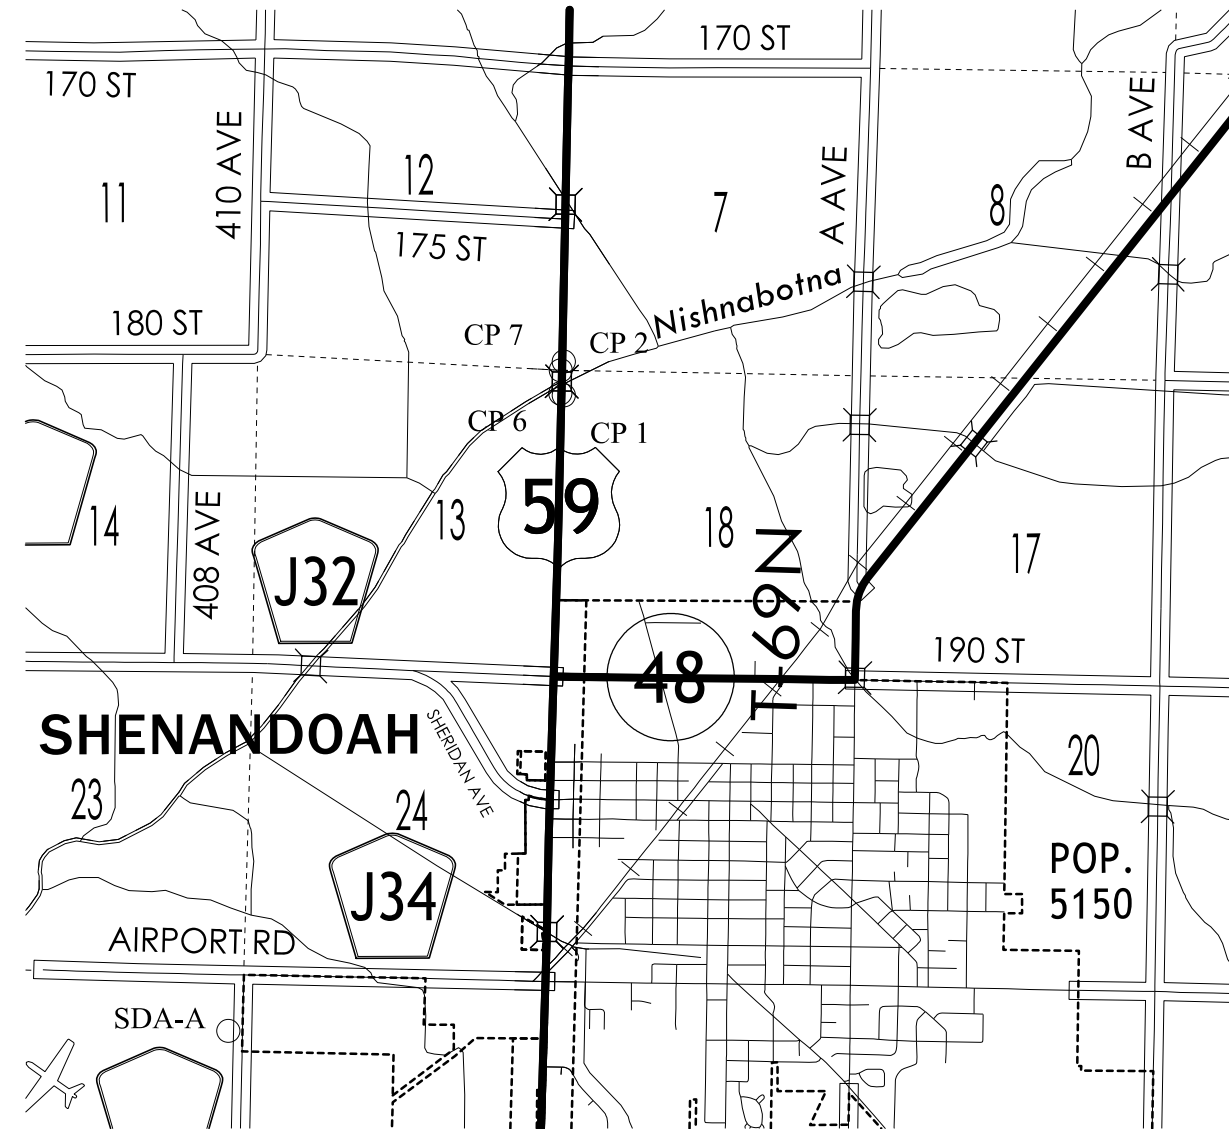 170 ST
170 ST
410 AVE
B AVE
A AVE
12
11
7
8
175 ST
Nishnabotna
180 ST
CP 7
CP 2
CP 6
CP 1
59
14
408 AVE
13
18
17
J32
T-69N
190 ST
48
SHENANDOAH
SHERIDAN AVE
20
23
24
POP.
5150
J34
AIRPORT RD
SDA-A